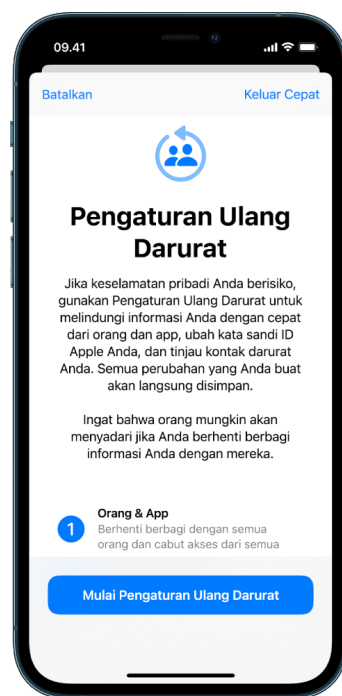 09.41
Batalkan
Keluar Cepat
Pengaturan Ulang
Darurat
Jika keselamatan pribadi Anda berisiko,
gunakan Pengaturan Ulang Darurat untuk
melindungi informasi Anda dengan cepat
dari orang dan app, ubah kata sandi ID
Apple Anda, dan tinjau kontak darurat
Anda. Semua perubahan yang Anda buat
akan langsung disimpan.
Ingat bahwa orang mungkin akan
menyadari jika Anda berhenti berbagi
informasi Anda dengan mereka.
1
Orang & App
Berhenti berbagi dengan semua
orang dan cabut akses dari semua
Mulai Pengaturan Ulang Darurat